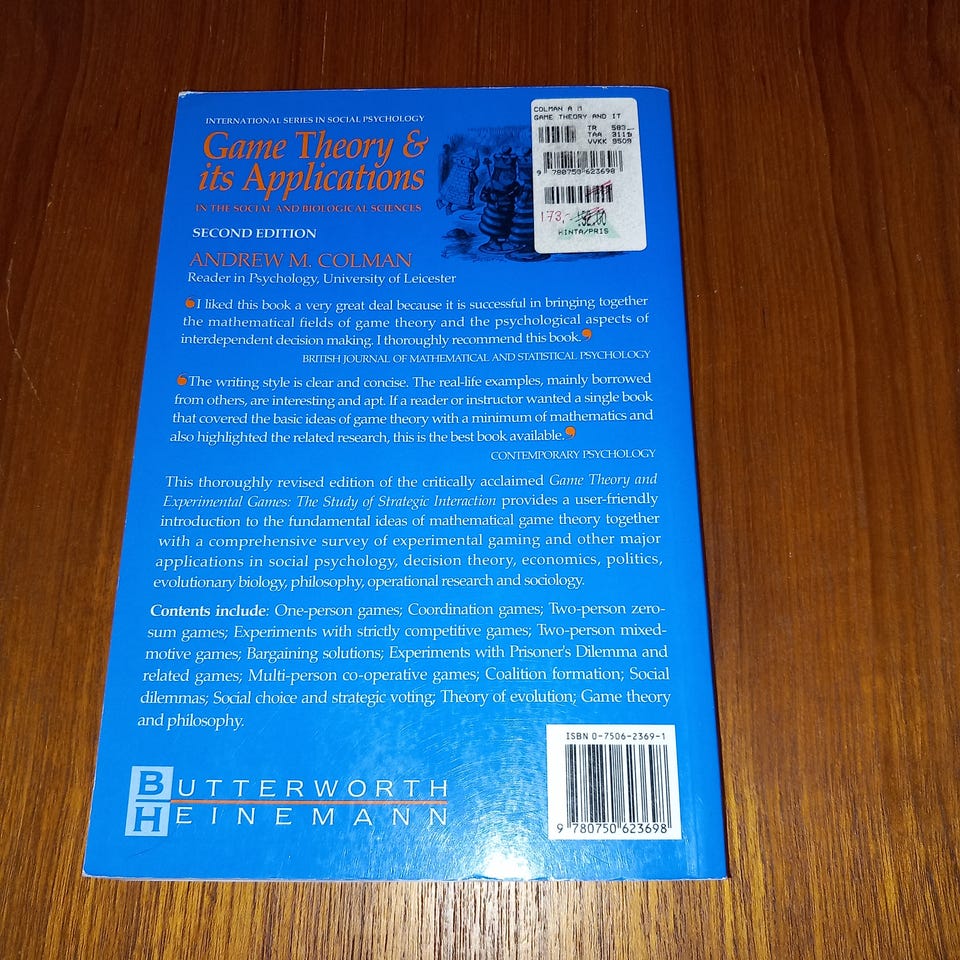 INTERNATIONAL SERIES IN SOCIAL PSYCHOLOGY
Game Theory &
its Applications
IN THE SOCIAL AND BIOLOGICAL SCIENCES
SECOND EDITION
ANDREW M. COLMAN
Reader in Psychology, University of Leicester
COLMAN A M
GAME THEORY AND IT
TR 583
TAA 311
VVKK 9509
9 780750 623698
173,-
HINTA/PRIS
I liked this book a very great deal because it is successful in bringing together
the mathematical fields of game theory and the psychological aspects of
interdependent decision making. I thoroughly recommend this book.
BRITISH JOURNAL OF MATHEMATICAL AND STATISTICAL PSYCHOLOGY
The writing style is clear and concise. The real-life examples, mainly borrowed
from others, are interesting and apt. If a reader or instructor wanted a single book
that covered the basic ideas of game theory with a minimum of mathematics and
also highlighted the related research, this is the best book available.
CONTEMPORARY PSYCHOLOGY
This thoroughly revised edition of the critically acclaimed Game Theory and
Experimental Games: The Study of Strategic Interaction provides a user-friendly
introduction to the fundamental ideas of mathematical game theory together
with a comprehensive survey of experimental gaming and other major
applications in social psychology, decision theory, economics, politics,
evolutionary biology, philosophy, operational research and sociology.
Contents include: One-person games; Coordination games; Two-person zero-
sum games; Experiments with strictly competitive games; Two-person mixed-
motive games; Bargaining solutions; Experiments with Prisoner's Dilemma and
related games; Multi-person co-operative games; Coalition formation; Social
dilemmas; Social choice and strategic voting; Theory of evolution; Game theory
and philosophy.
ISBN 0-7506-2369-1
9 780750 623698
BUTTERWORTH
HEINEMANN